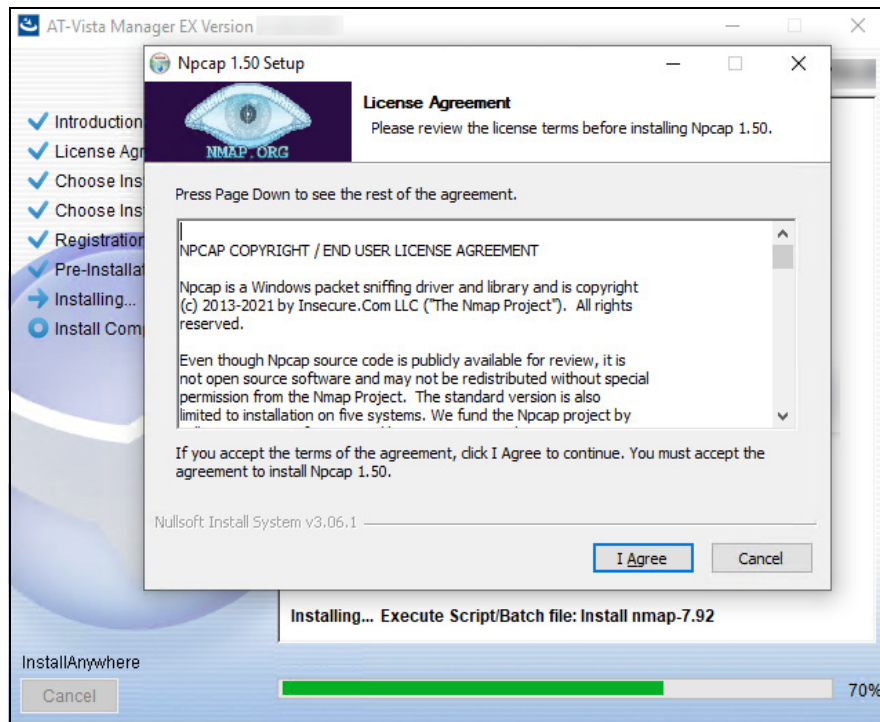 AT-Vista Manager EX Version
Npcap 1.50 Setup
NMAP.ORG
License Agreement
Please review the license terms before installing Npcap 1.50.
Introduction
License Agr
Choose Ins
Choose Ins
Registration
Pre-Installat
Installing...
Install Com
Press Page Down to see the rest of the agreement.
NPCAP COPYRIGHT / END USER LICENSE AGREEMENT
Npcap is a Windows packet sniffing driver and library and is copyright
(c) 2013-2021 by Insecure.Com LLC ("The Nmap Project"). All rights
reserved.
Even though Npcap source code is publicly available for review, it is
not open source software and may not be redistributed without special
permission from the Nmap Project. The standard version is also
limited to installation on five systems. We fund the Npcap project by
If you accept the terms of the agreement, click I Agree to continue. You must accept the
agreement to install Npcap 1.50.
Nullsoft Install System v3.06.1
I Agree
Cancel
Installing... Execute Script/Batch file: Install nmap-7.92
InstallAnywhere
Cancel
70%